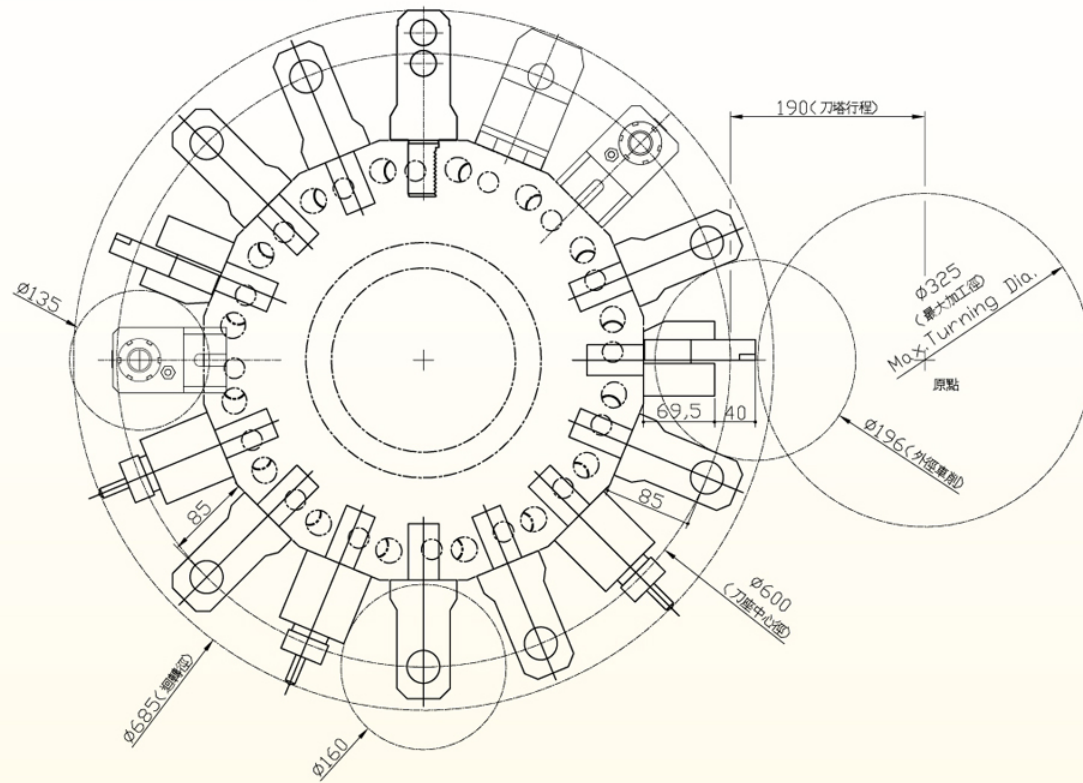 190(刀塔行程)
Ø325
(最大加工徑)
Max.Turning Dia.
原點
Ø135
69,5
40
Ø196(外徑車削)
85
85
Ø600
(刀座中心徑)
Ø685(迴轉徑)
Ø160